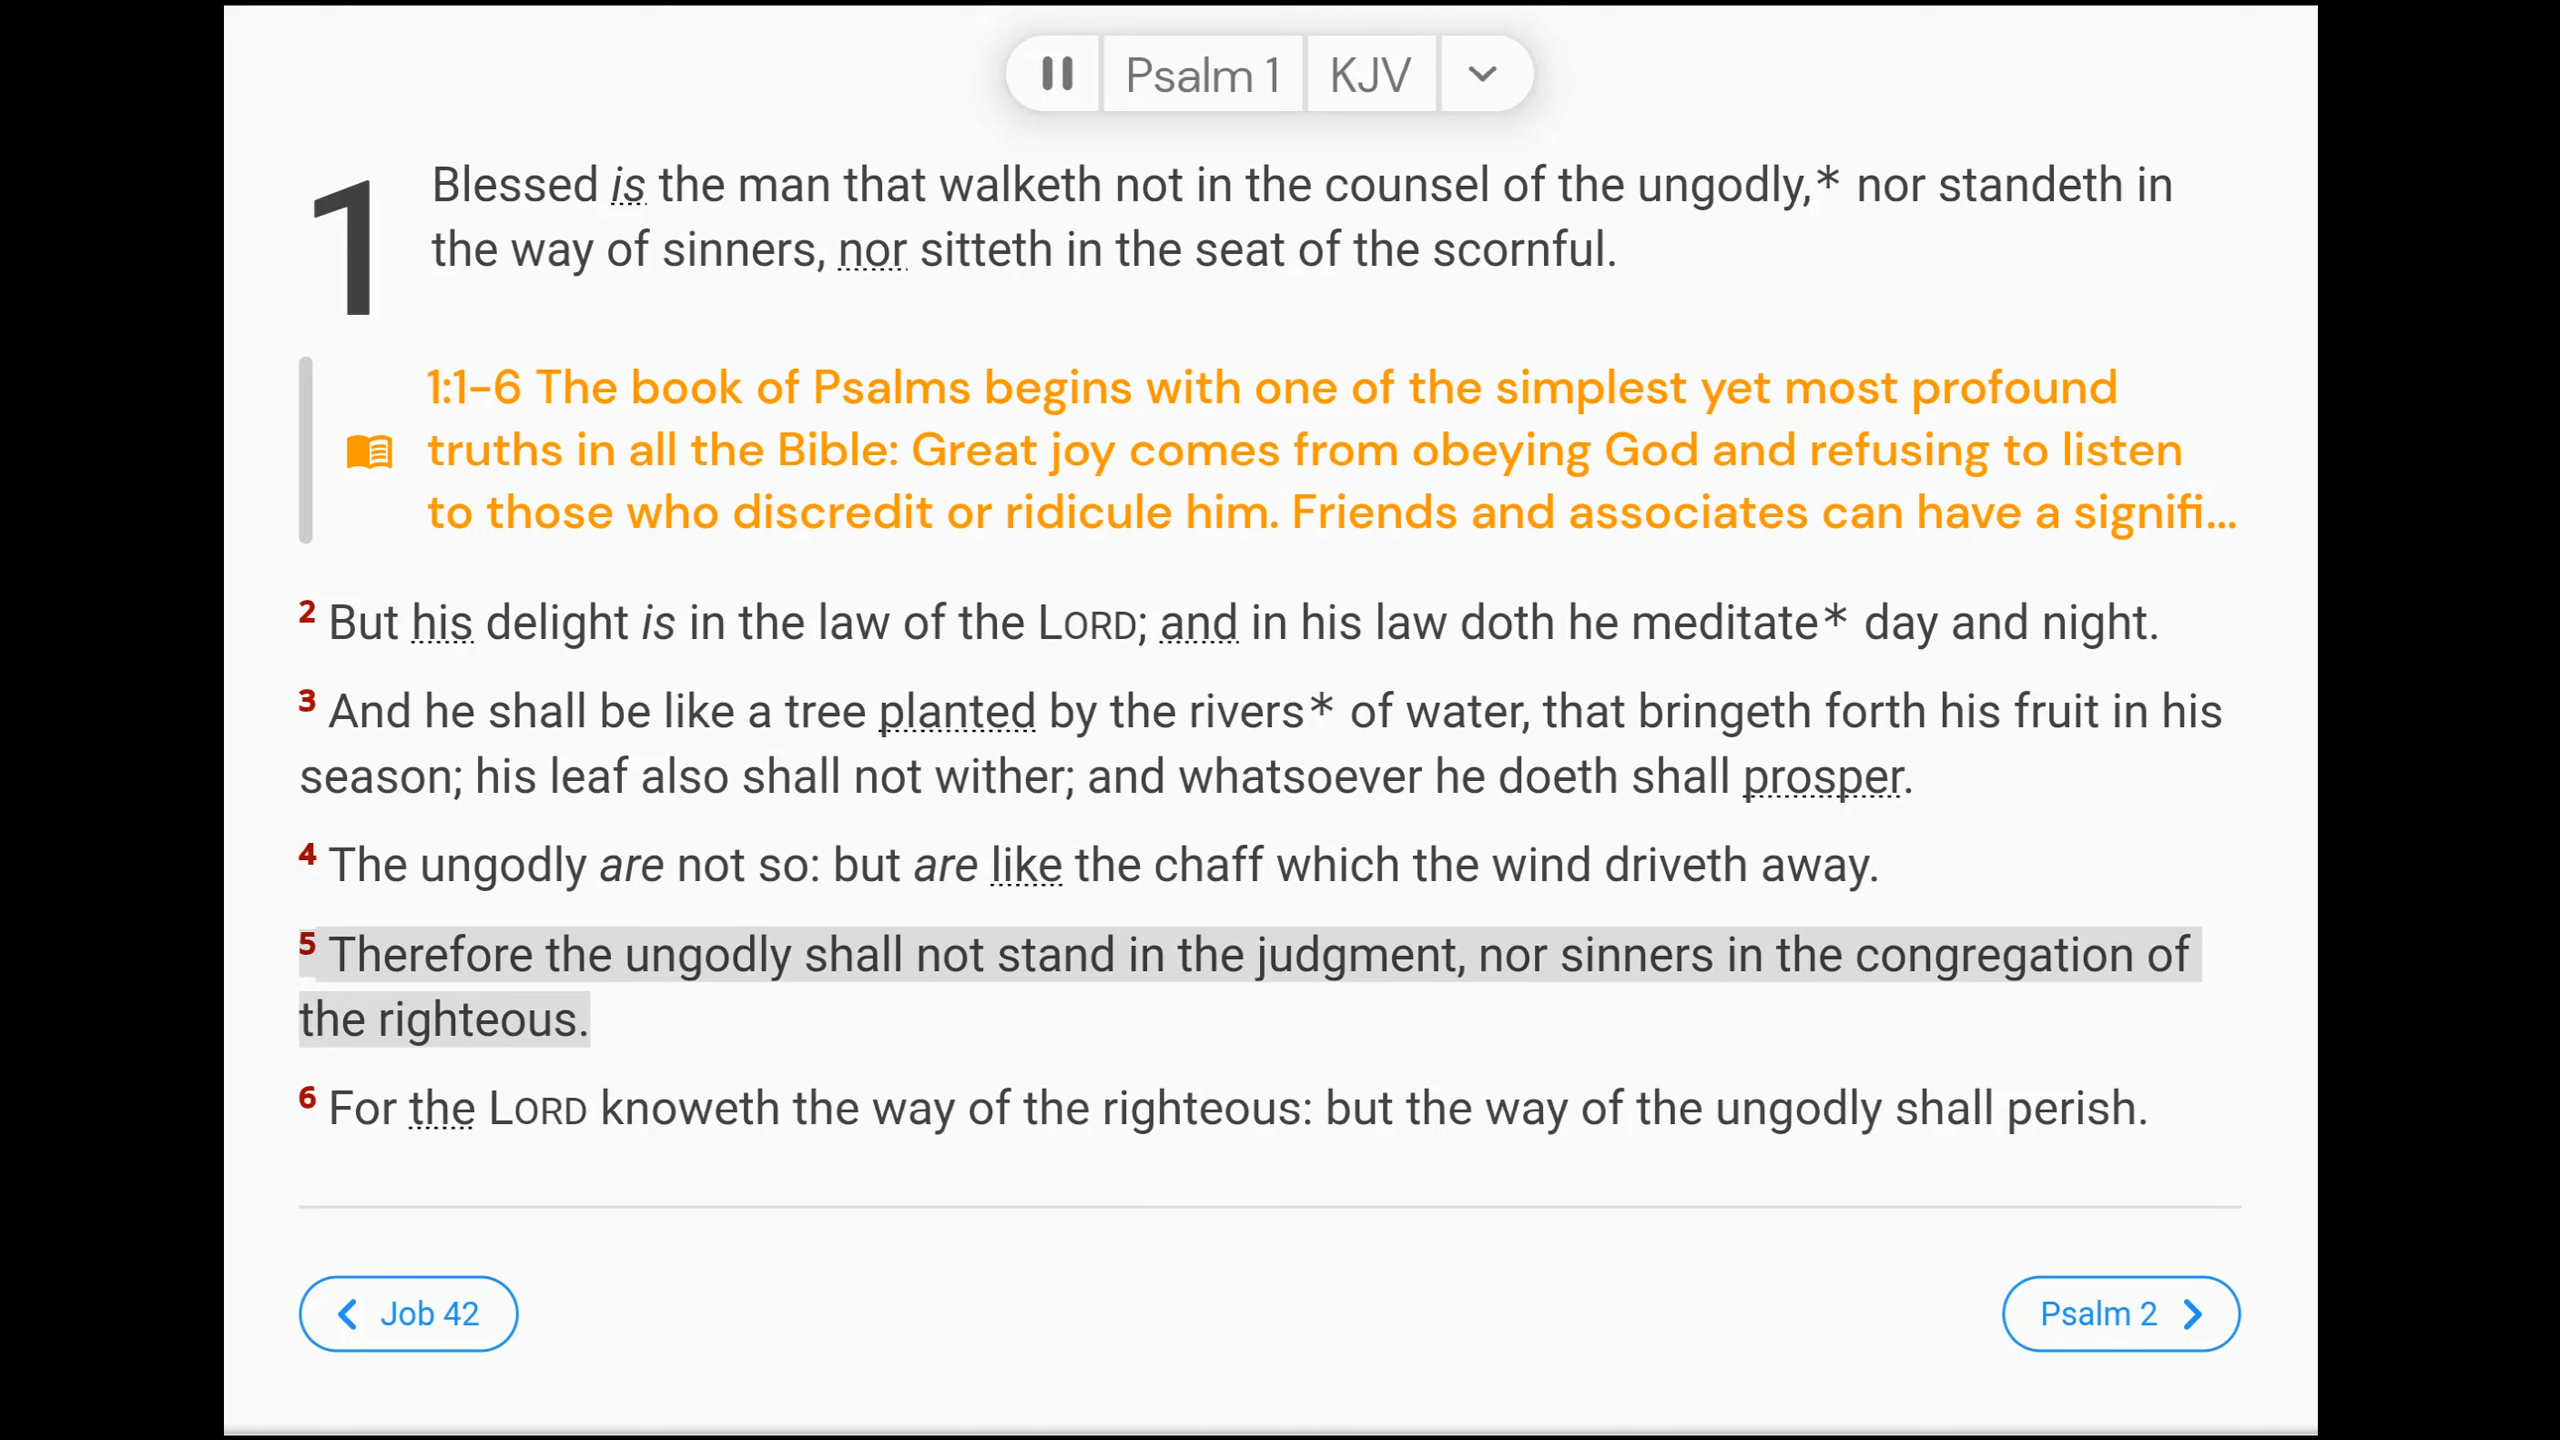 Psalm 1 KJV
1 Blessed is the man that walketh not in the counsel of the ungodly,* nor standeth in
the way of sinners, nor sitteth in the seat of the scornful.
1:1–6 The book of Psalms begins with one of the simplest yet most profound
truths in all the Bible: Great joy comes from obeying God and refusing to listen
to those who discredit or ridicule him. Friends and associates can have a signifi...
2 But his delight is in the law of the LORD; and in his law doth he meditate* day and night.
3 And he shall be like a tree planted by the rivers* of water, that bringeth forth his fruit in his
season; his leaf also shall not wither; and whatsoever he doeth shall prosper.
4 The ungodly are not so: but are like the chaff which the wind driveth away.
5 Therefore the ungodly shall not stand in the judgment, nor sinners in the congregation of
the righteous.
6 For the LORD knoweth the way of the righteous: but the way of the ungodly shall perish.
Job 42
Psalm 2